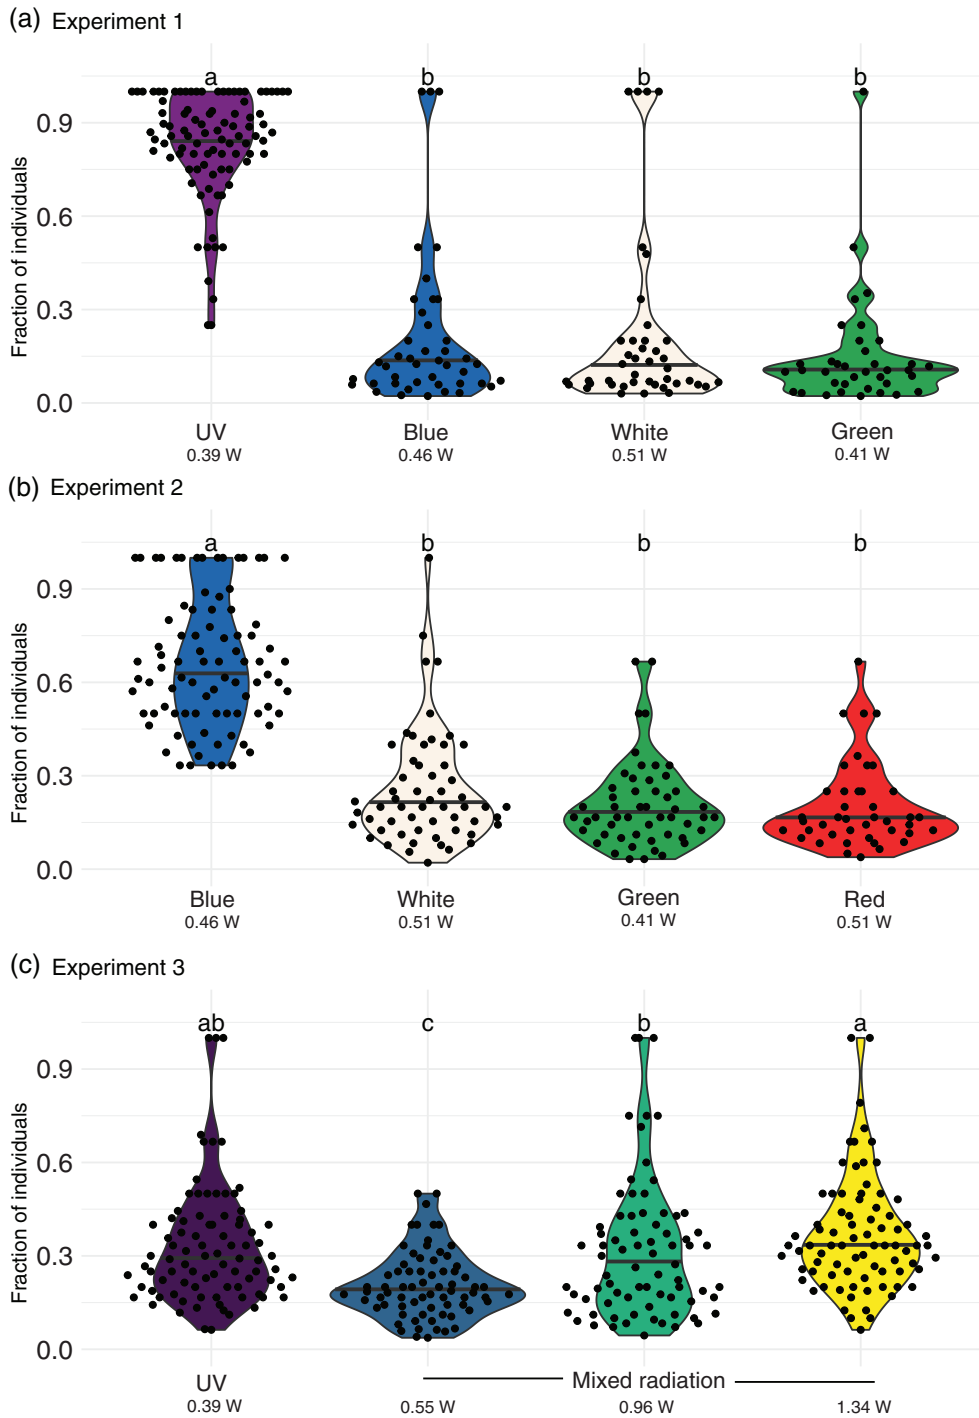 (a) Experiment 1
a b b b
Fraction of individuals
0.9
0.6
0.3
0.0
UV Blue White Green
0.39 W 0.46 W 0.51 W 0.41 W
(b) Experiment 2
a b b b
Fraction of individuals
0.9
0.6
0.3
0.0
Blue White Green Red
0.46 W 0.51 W 0.41 W 0.51 W
(c) Experiment 3
ab c b a
Fraction of individuals
0.9
0.6
0.3
0.0
UV Mixed radiation
0.39 W 0.55 W 0.96 W 1.34 W